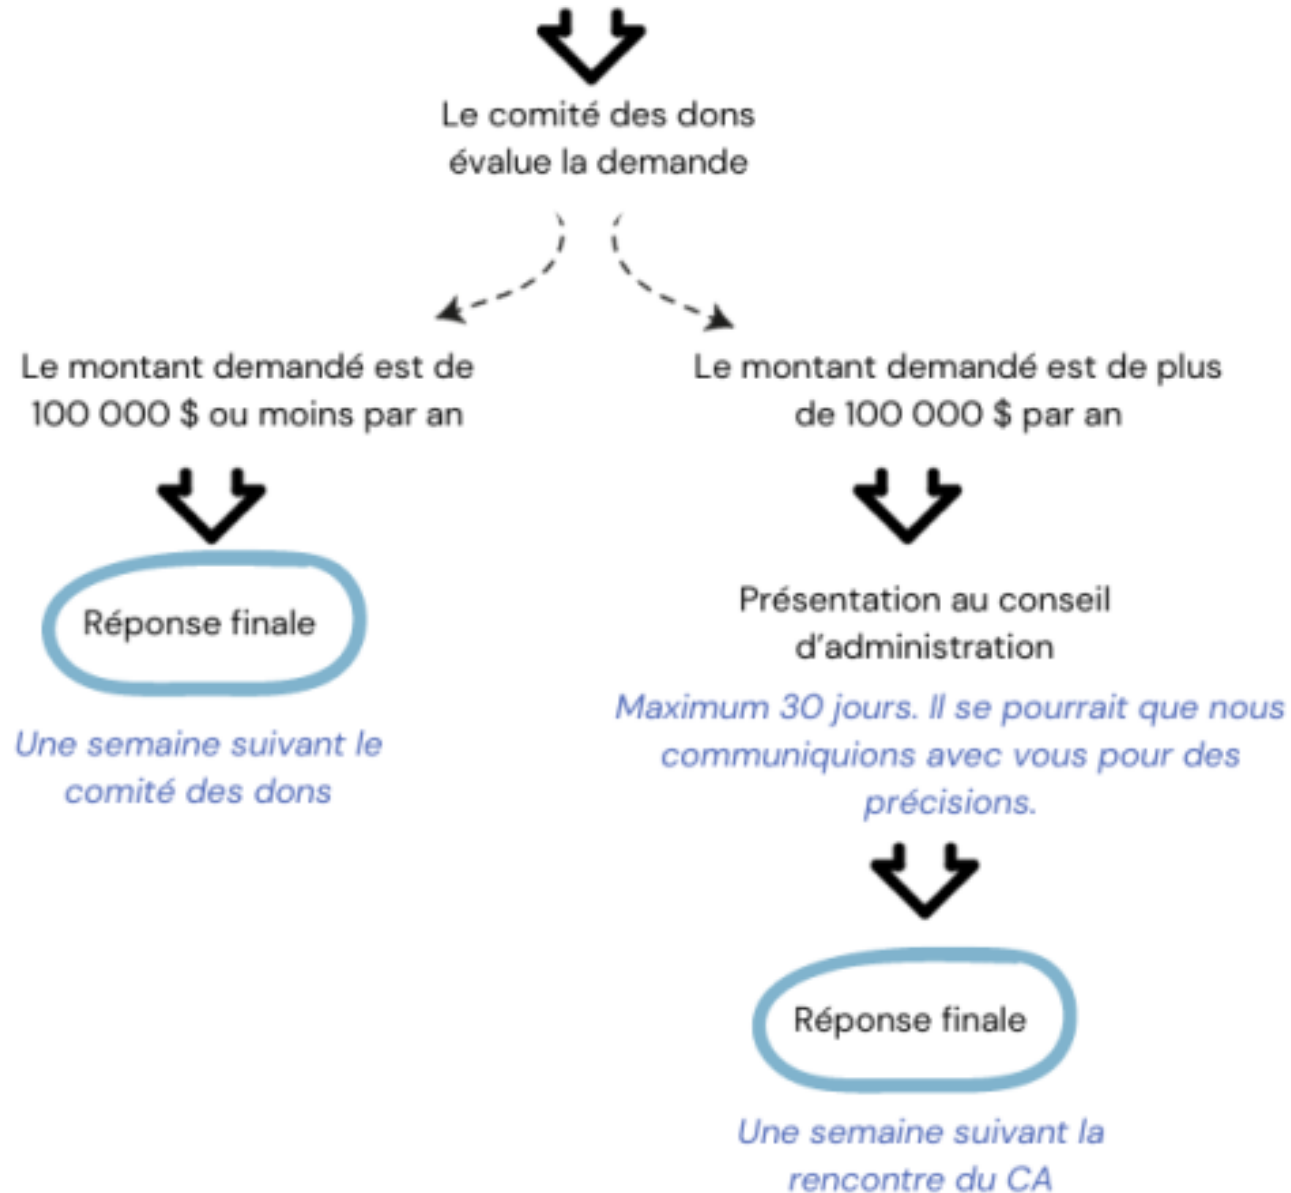 Le comité des dons
évalue la demande
Le montant demandé est de
100 000 $ ou moins par an
Réponse finale
Une semaine suivant le
comité des dons
Le montant demandé est de plus
de 100 000 $ par an
Présentation au conseil
d'administration
Maximum 30 jours. Il se pourrait que nous
communiquions avec vous pour des
précisions.
Réponse finale
Une semaine suivant la
rencontre du CA